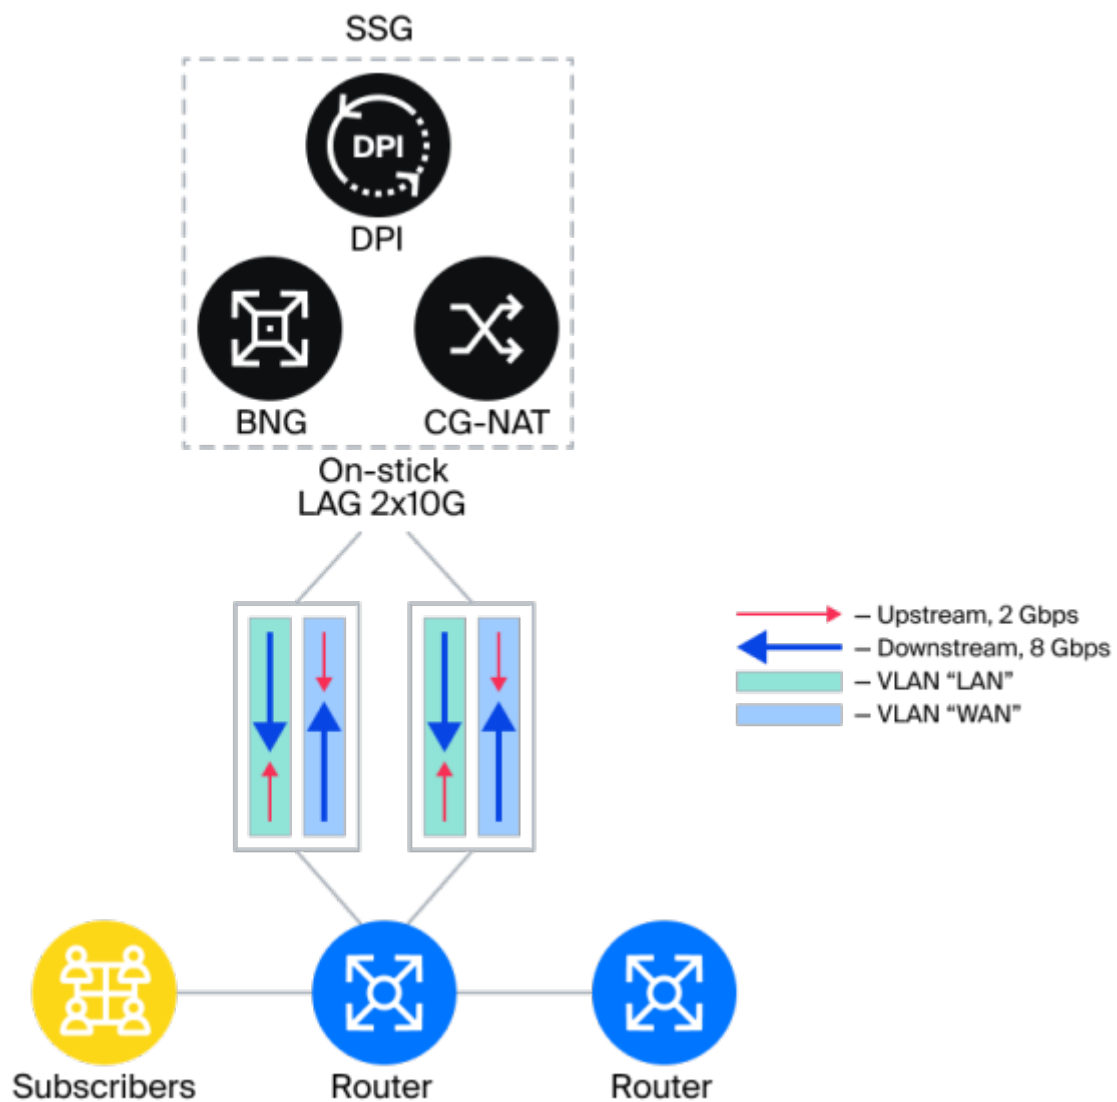 SSG
DPI
DPI
BNG
CG-NAT
On-stick
LAG 2x10G
– Upstream, 2 Gbps
– Downstream, 8 Gbps
– VLAN “LAN”
– VLAN “WAN”
Subscribers
Router
Router